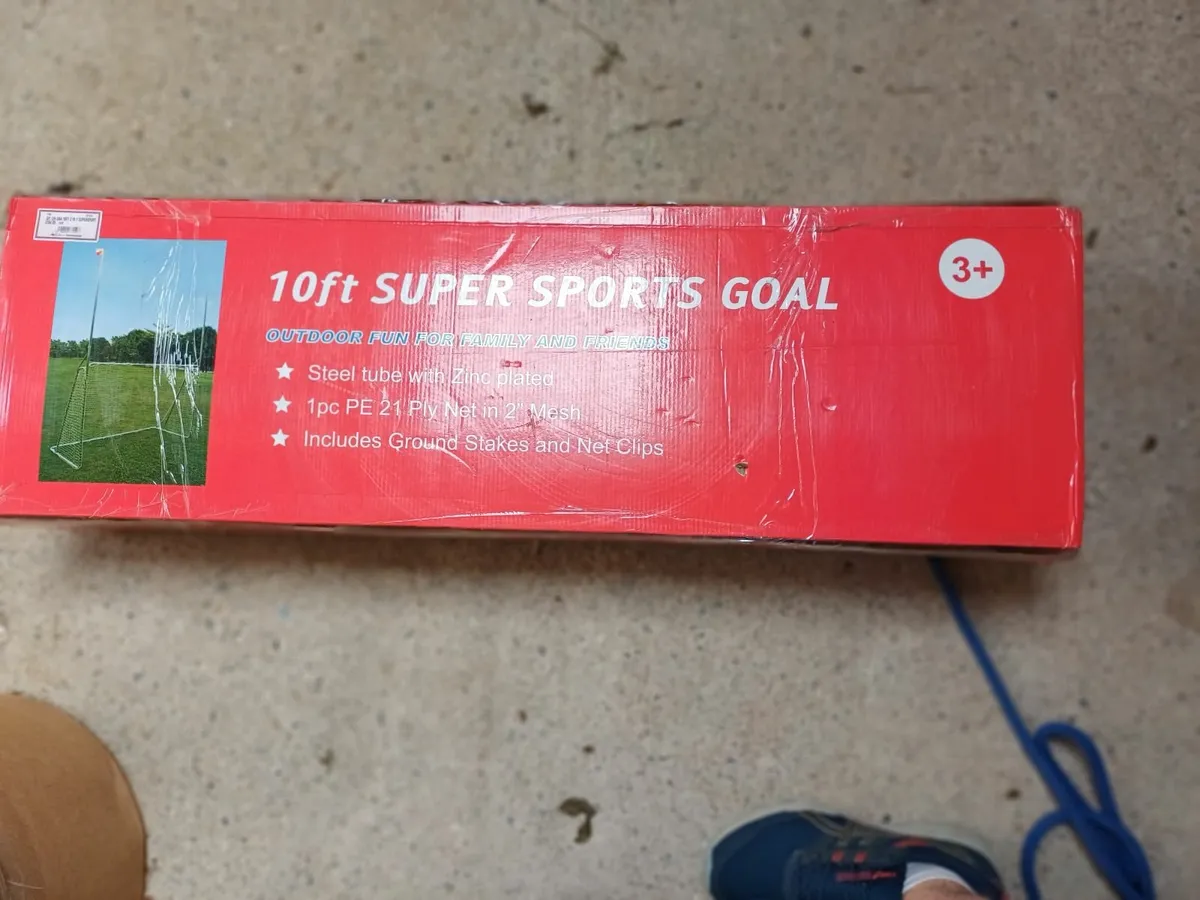 10ft SUPER SPORTS GOAL
3+
OUTDOOR FUN FOR FAMILY AND FRIENDS
Steel tube with Zinc plated
1pc PE 21 Ply Net in 2" Mesh
Includes Ground Stakes and Net Clips